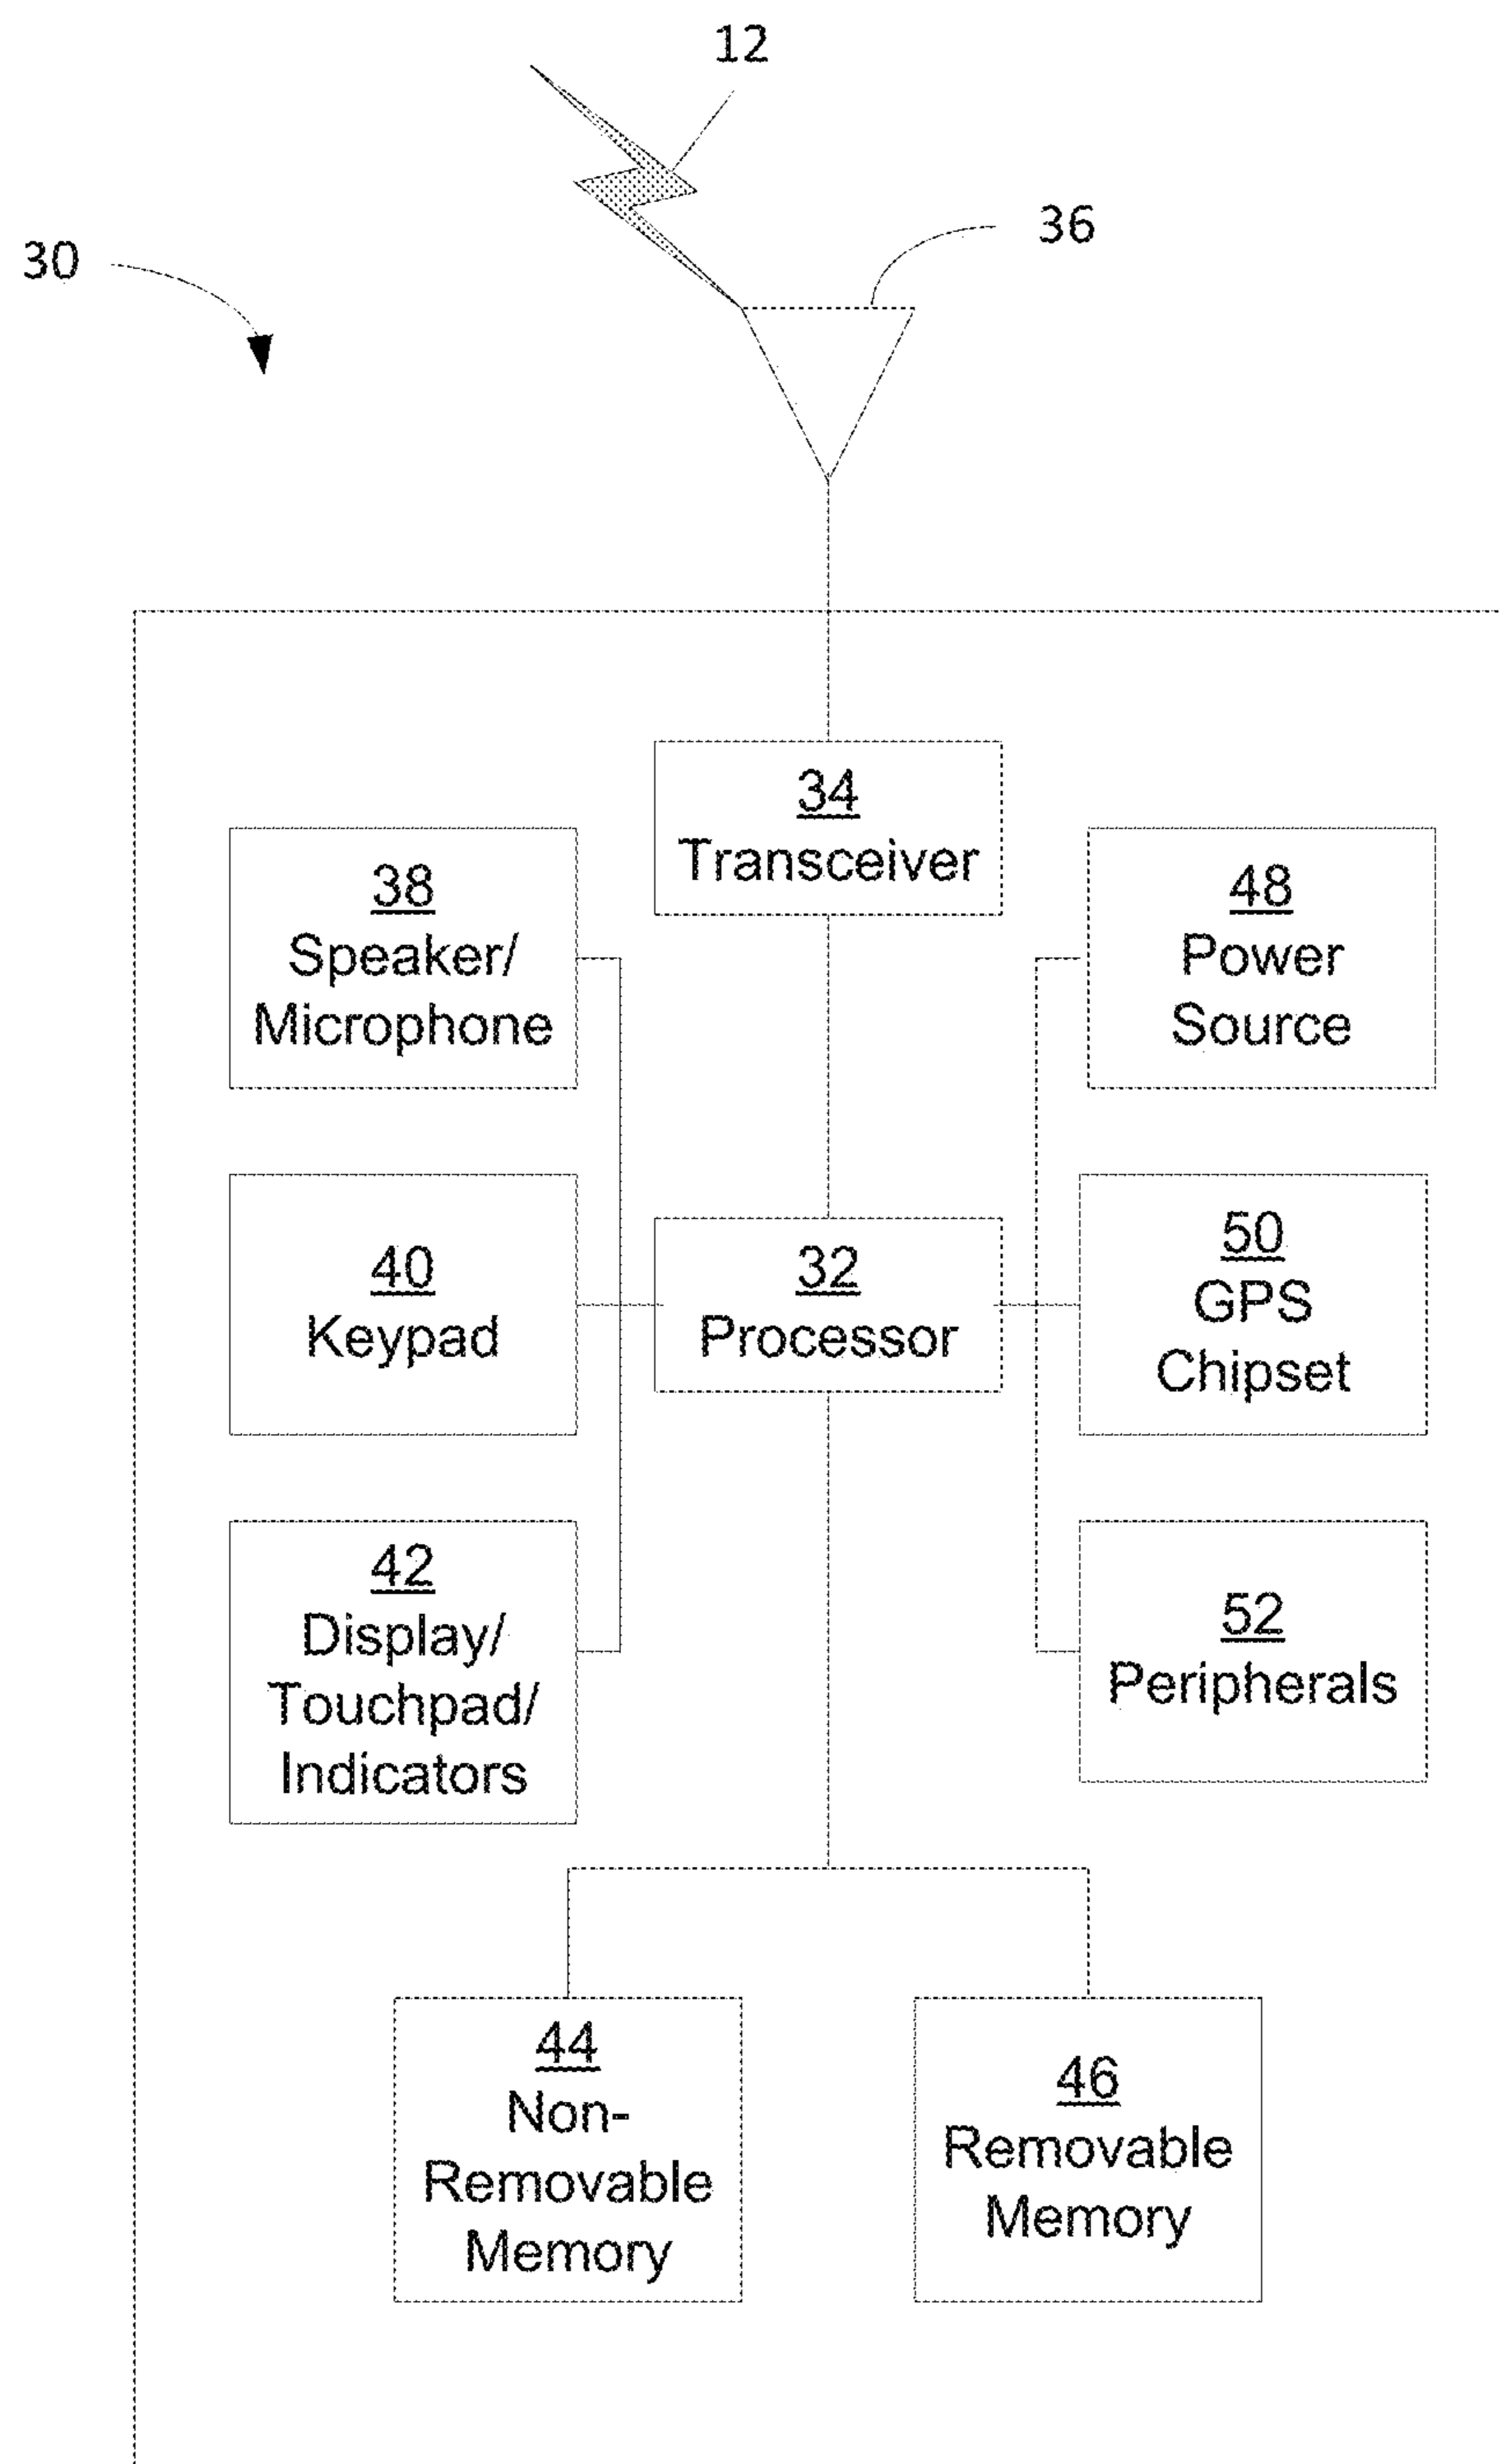 12
36
30
34
Transceiver
38
Speaker/
Microphone
48
Power
Source
40
Keypad
32
Processor
50
GPS
Chipset
42
Display/
Touchpad/
Indicators
52
Peripherals
44
Non-
Removable
Memory
46
Removable
Memory